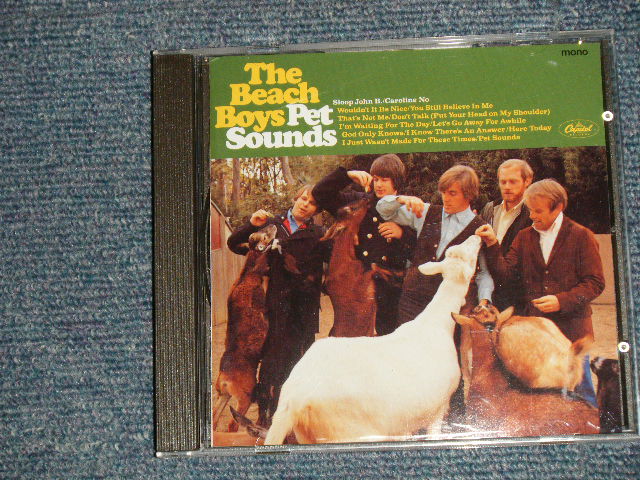 mono
The
Beach
Boys Pet
Sounds
Sloop John B./Caroline No
Wouldn't It Be Nice/You Still Believe In Me
That's Not Me/Don't Talk (Put Your Head on My Shoulder)
I'm Waiting For The Day/Let's Go Away For Awhile
God Only Knows/I Know There's An Answer/Here Today
I Just Wasn't Made For These Times/Pet Sounds
Capitol